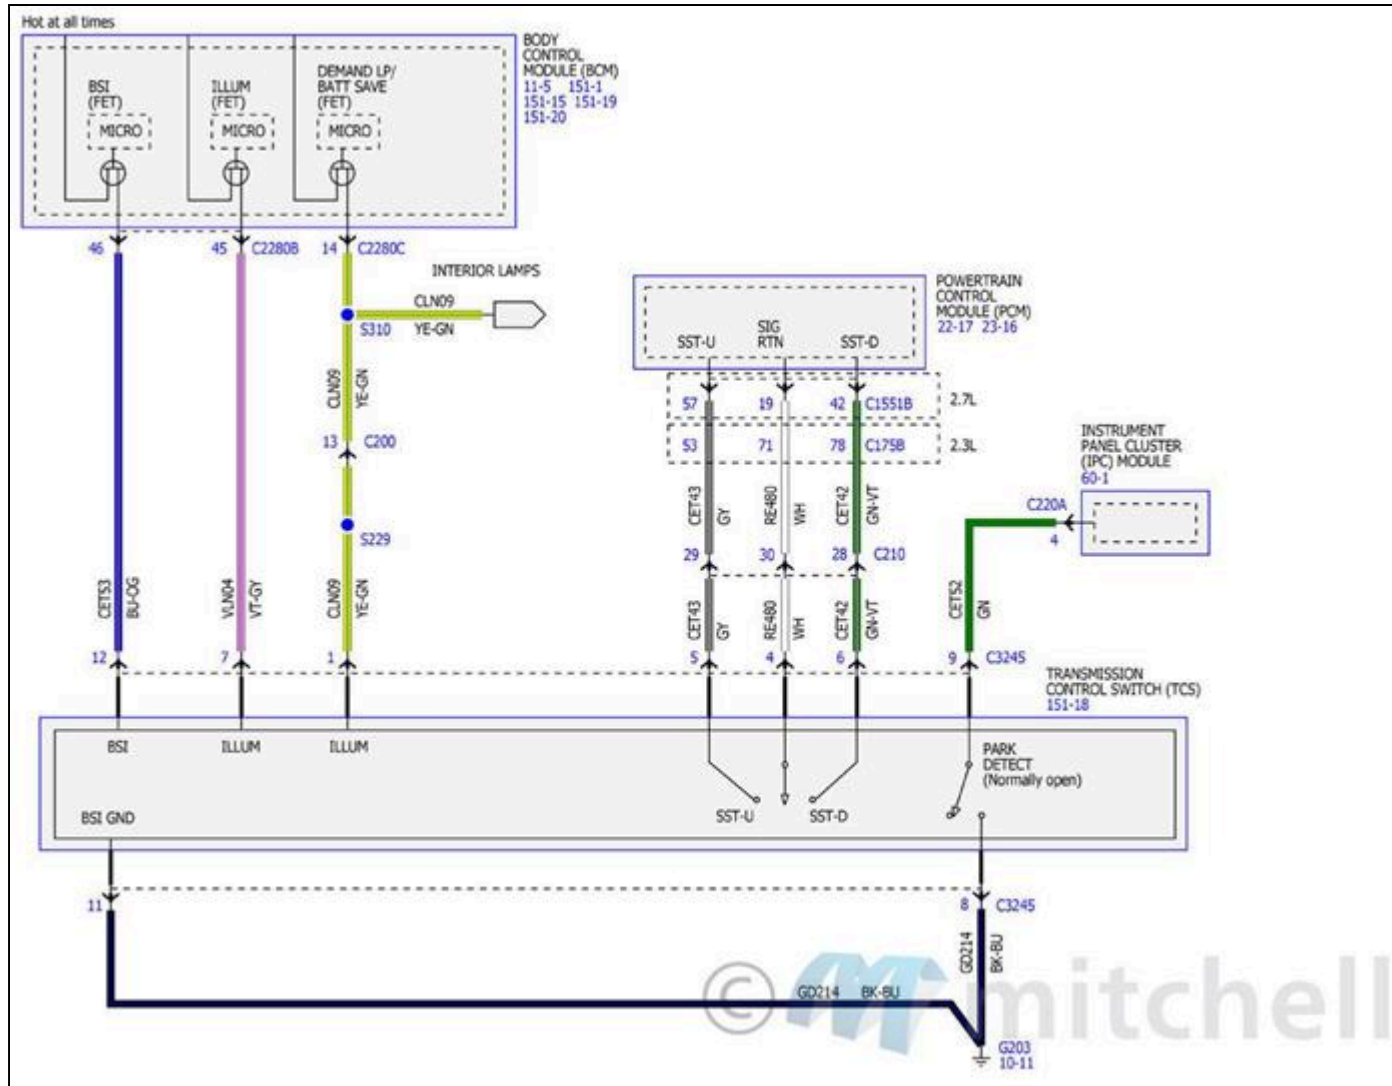 Hot at all times
BODY
CONTROL
MODULE (BCM)
11-5 151-1
151-15 151-19
151-20
BSI
(FET)
MICRO
ILLUM
(FET)
MICRO
DEMAND LP/
BATT SAVE
(FET)
MICRO
46
45 C2280B
14 C2280C
INTERIOR LAMPS
CLN09
YE-GN
S310
CLN09
YE-GN
13 C200
S229
CET53
BU-OG
VLN04
VT-GY
CLN09
YE-GN
12
7
1
POWERTRAIN
CONTROL
MODULE (PCM)
22-17 23-16
SST-U
SIG
RTN
SST-D
57 19 42 C1551B 2.7L
53 71 78 C175B 2.3L
CET43
GY
RE480
WH
CET42
GN-VT
29 30 28 C210
CET43
GY
RE480
WH
CET42
GN-VT
5 4 6
INSTRUMENT
PANEL CLUSTER
(IPC) MODULE
60-1
C220A
4
CET52
GN
9 C3245
TRANSMISSION
CONTROL SWITCH (TCS)
151-18
BSI
ILLUM
ILLUM
PARK
DETECT
(Normally open)
BSI GND
SST-U
SST-D
11
8 C3245
GD214
BK-BU
GD214 BK-BU
G203
10-11
© mitchell